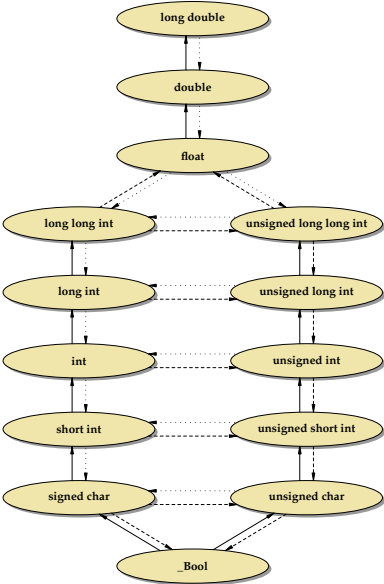 long double
double
float
long long int
unsigned long long int
long int
unsigned long int
int
unsigned int
short int
unsigned short int
signed char
unsigned char
_Bool